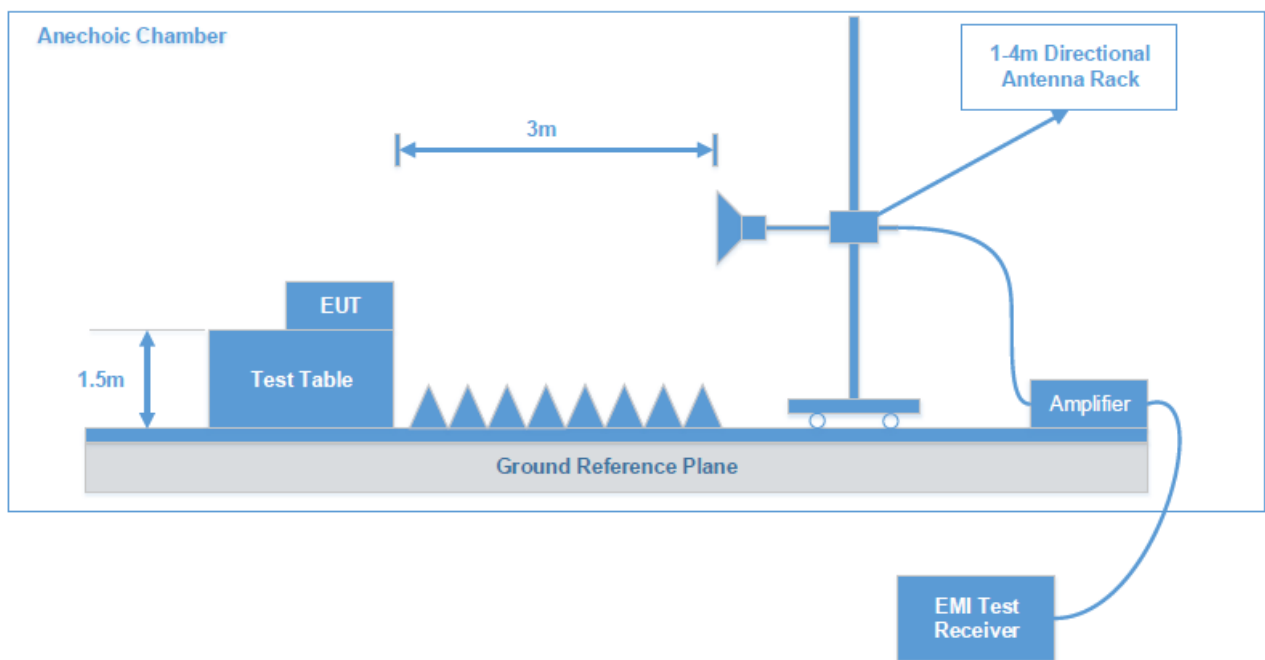 Anechoic Chamber
1-4m Directional
Antenna Rack
3m
EUT
1.5m
Test Table
Amplifier
Ground Reference Plane
EMI Test
Receiver